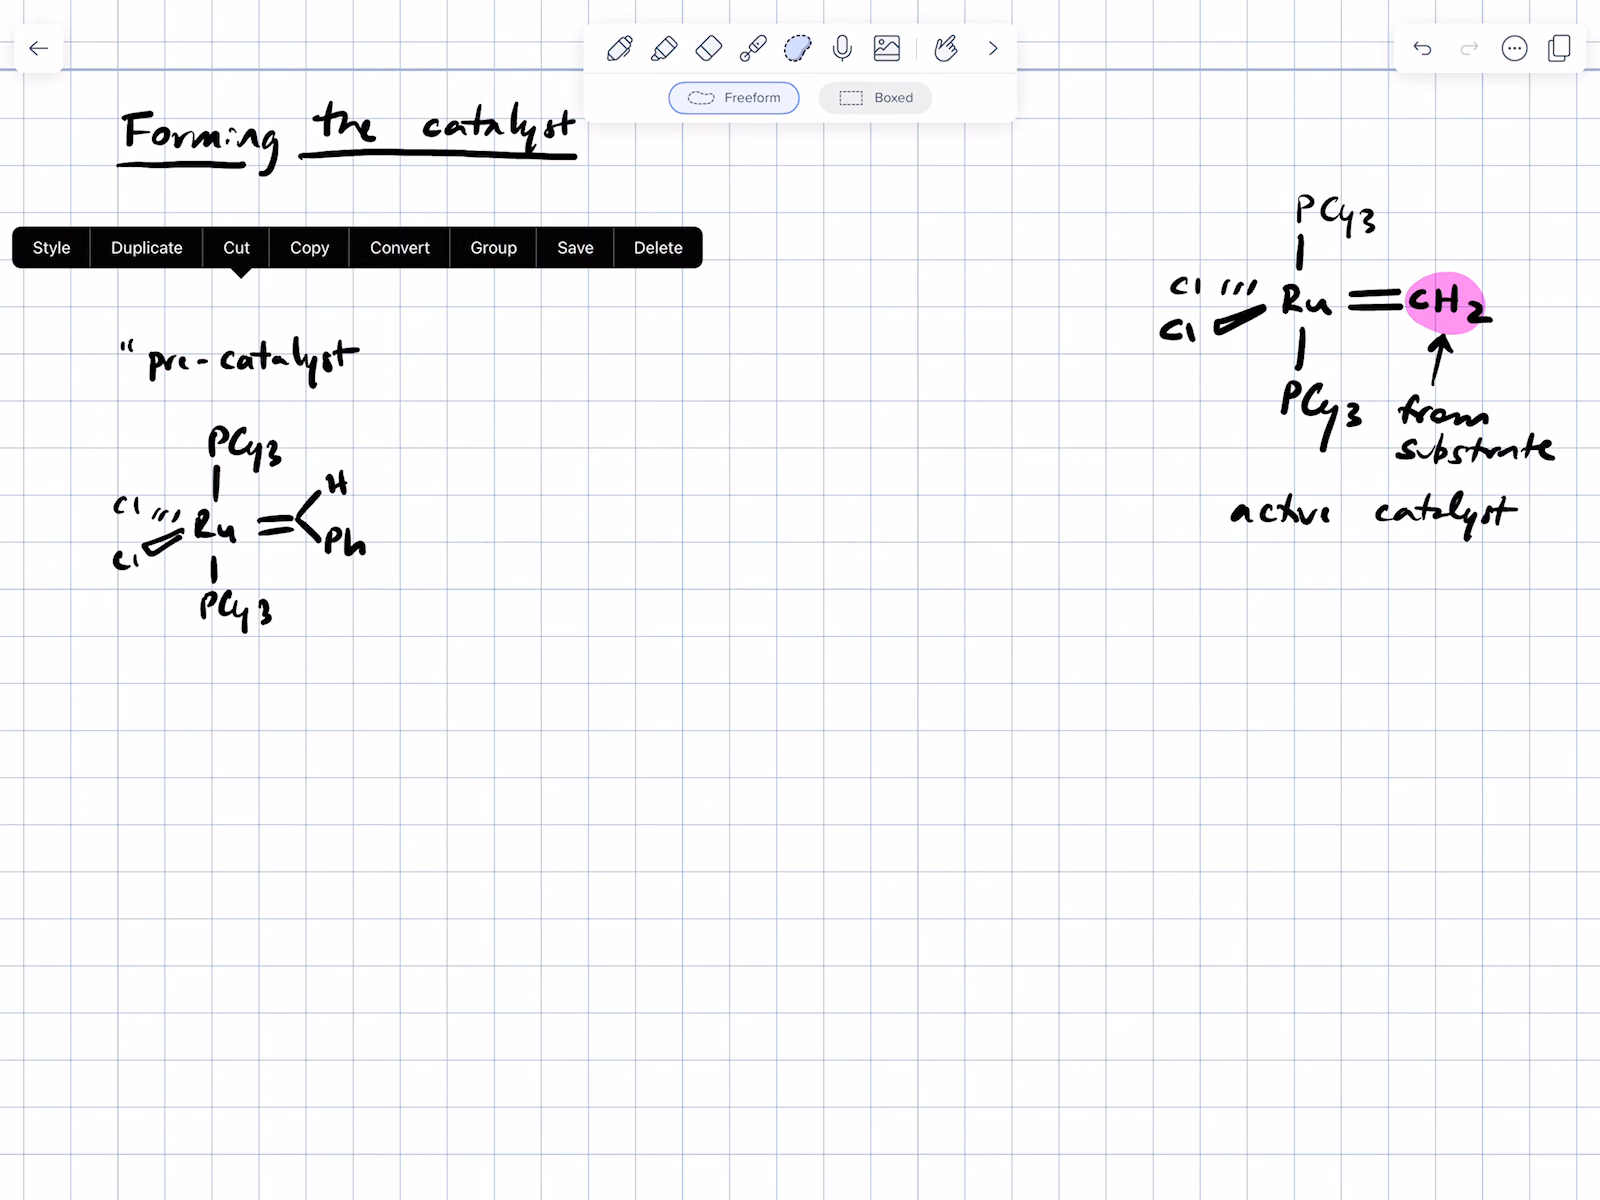 Freeform Boxed
Forming the catalyst
Style Duplicate Cut Copy Convert Group Save Delete
"pre-catalyst
PCy3
Cl
Cl
Ru
H
Ph
PCy3
PCy3
Cl
Cl
Ru
CH2
PCy3
from
substrate
active catalyst